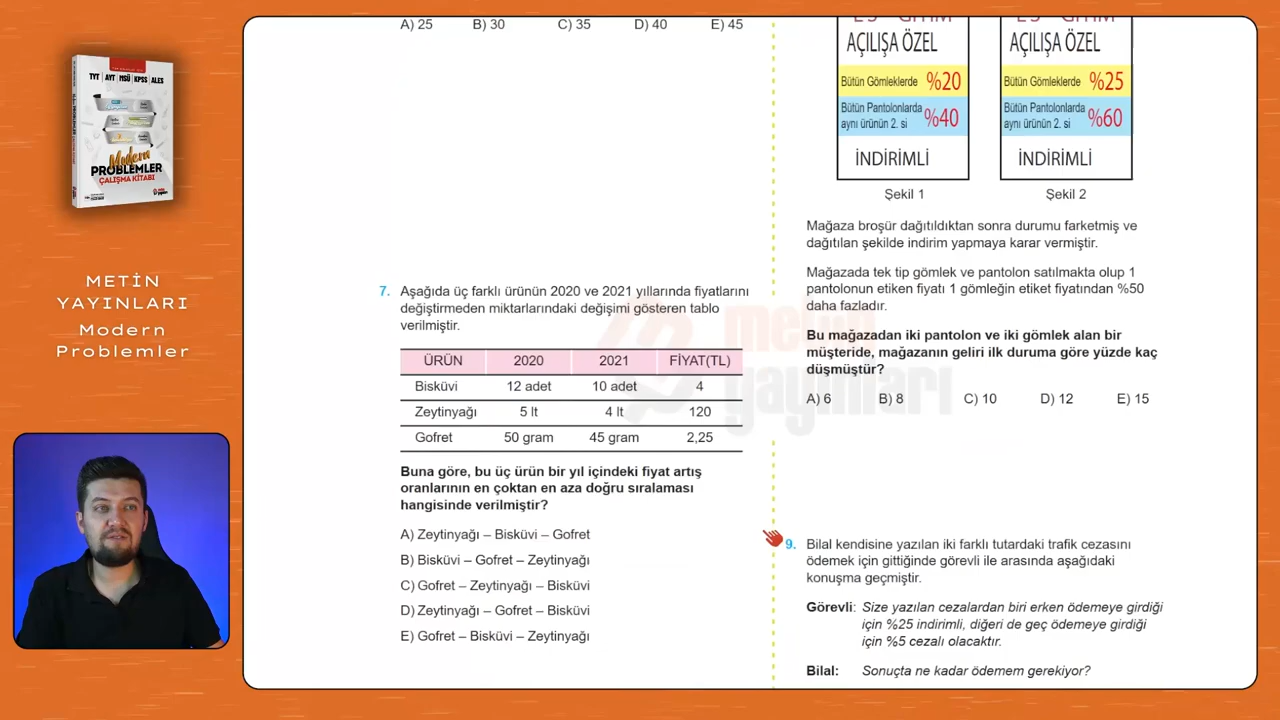 TYT | AYT | MSÜ | KPSS | ALES
Modern
PROBLEMLER
ÇALIŞMA KİTABI
METİN
YAYINLARI
Modern
Problemler
A) 25 B) 30 C) 35 D) 40 E) 45
7. Aşağıda üç farklı ürünün 2020 ve 2021 yıllarında fiyatlarını
değiştirmeden miktarlarındaki değişimi gösteren tablo
verilmiştir.
ÜRÜN 2020 2021 FİYAT(TL)
Bisküvi 12 adet 10 adet 4
Zeytinyağı 5 lt 4 lt 120
Gofret 50 gram 45 gram 2,25
Buna göre, bu üç ürün bir yıl içindeki fiyat artış
oranlarının en çoktan en aza doğru sıralaması
hangisinde verilmiştir?
A) Zeytinyağı – Bisküvi – Gofret
B) Bisküvi – Gofret – Zeytinyağı
C) Gofret – Zeytinyağı – Bisküvi
D) Zeytinyağı – Gofret – Bisküvi
E) Gofret – Bisküvi – Zeytinyağı
AÇILIŞA ÖZEL
Bütün Gömleklerde %20
Bütün Pantolonlarda
aynı ürünün 2. si %40
İNDİRİMLİ
Şekil 1
AÇILIŞA ÖZEL
Bütün Gömleklerde %25
Bütün Pantolonlarda
aynı ürünün 2. si %60
İNDİRİMLİ
Şekil 2
Mağaza broşür dağıtıldıktan sonra durumu farketmiş ve
dağıtılan şekilde indirim yapmaya karar vermiştir.
Mağazada tek tip gömlek ve pantolon satılmakta olup 1
pantolonun etiken fiyatı 1 gömleğin etiket fiyatından %50
daha fazladır.
Bu mağazadan iki pantolon ve iki gömlek alan bir
müşteride, mağazanın geliri ilk duruma göre yüzde kaç
düşmüştür?
A) 6 B) 8 C) 10 D) 12 E) 15
metin
yayınları
9. Bilal kendisine yazılan iki farklı tutardaki trafik cezasını
ödemek için gittiğinde görevli ile arasında aşağıdaki
konuşma geçmiştir.
Görevli: Size yazılan cezalardan biri erken ödemeye girdiği
için %25 indirimli, diğeri de geç ödemeye girdiği
için %5 cezalı olacaktır.
Bilal: Sonuçta ne kadar ödemem gerekiyor?